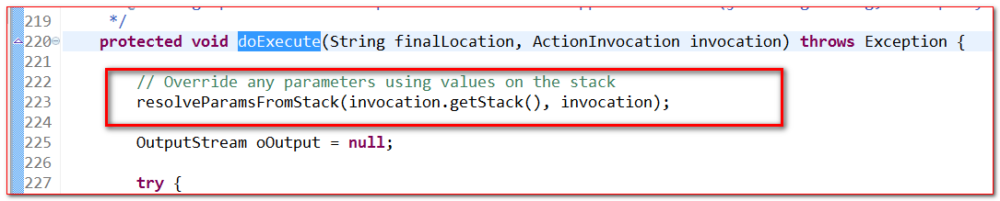 219 */
220 protected void doExecute(String finalLocation, ActionInvocation invocation) throws Exception {
221
222 // Override any parameters using values on the stack
223 resolveParamsFromStack(invocation.getStack(), invocation);
224
225 OutputStream oOutput = null;
226
227 try {